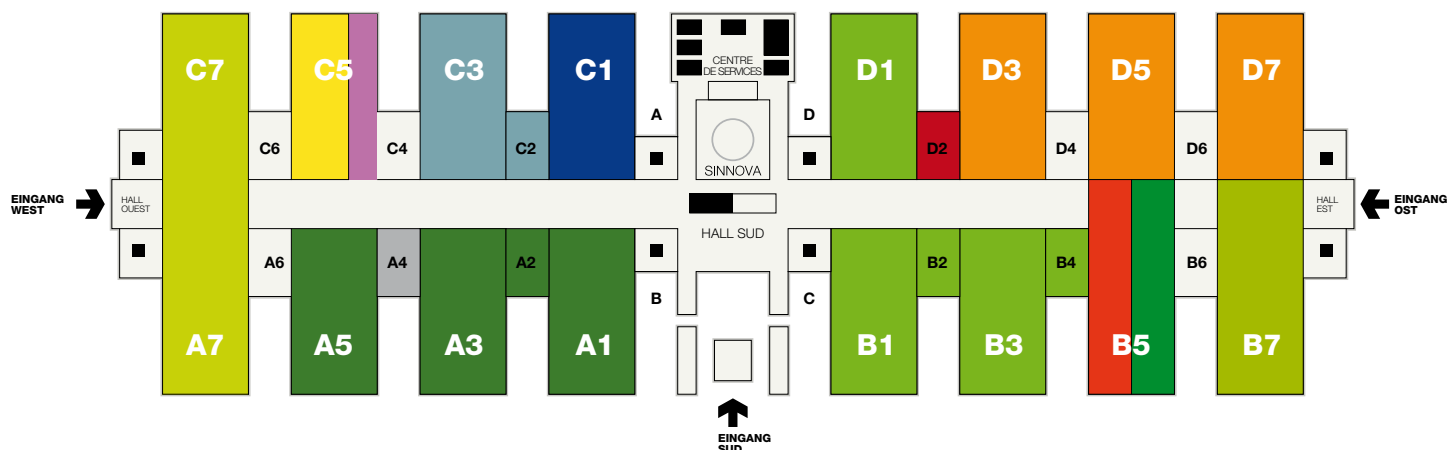 C7
C5
C3
C1
CENTRE
DE SERVICES
D1
D3
D5
D7
A
D
C6
C4
C2
D2
D4
D6
SINNOVA
EINGANG
WEST
HALL
OUEST
HALL
EST
EINGANG
OST
HALL SUD
A6
A4
A2
B2
B4
B6
B
C
A7
A5
A3
A1
B1
B3
B5
B7
EINGANG
SUD